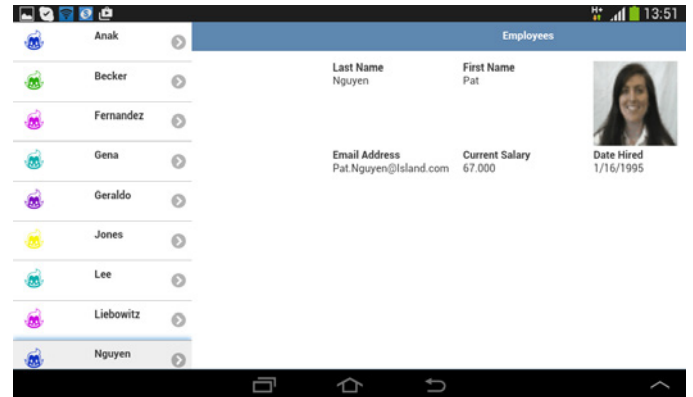 13:51
Anak
Becker
Fernandez
Gena
Geraldo
Jones
Lee
Liebowitz
Nguyen
Employees
Last Name First Name
Nguyen Pat
Email Address Current Salary Date Hired
Pat.Nguyen@Island.com 67.000 1/16/1995